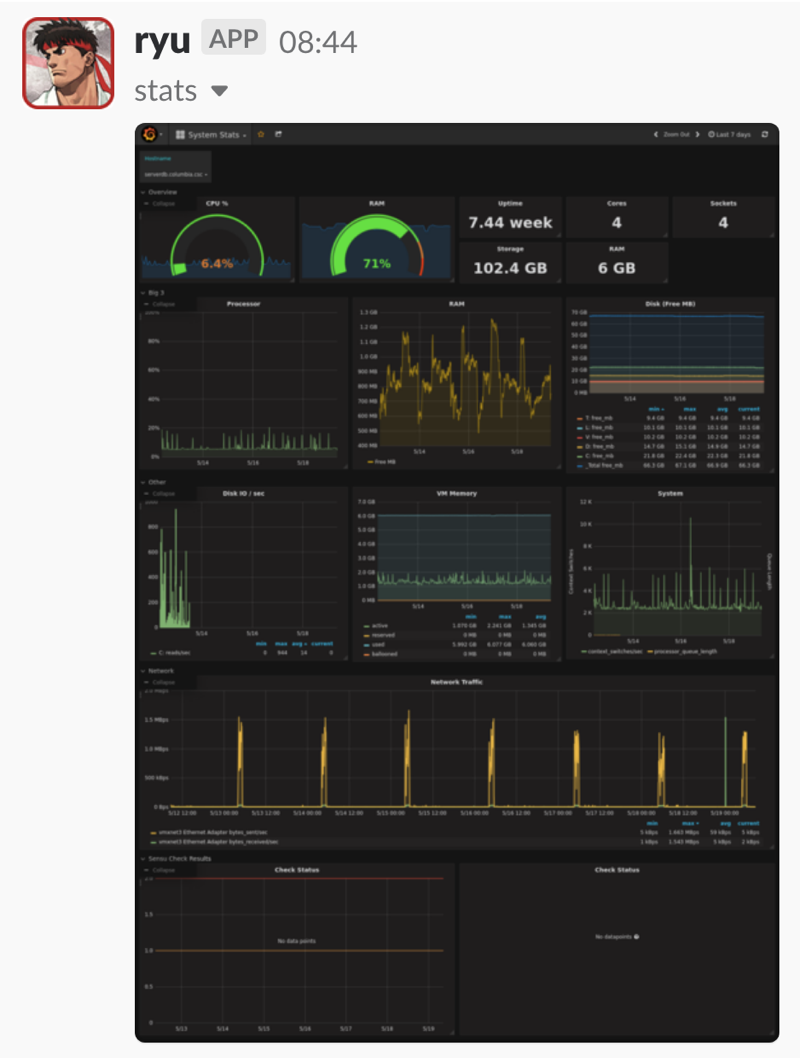 ryu APP 08:44
stats
System Stats
Zoom Out Last 7 days
Hostname
serverdb.columbia.csc
Overview
Collapse
CPU %
RAM
Uptime
Cores
Sockets
6.4%
71%
7.44 week
4
4
Storage
RAM
102.4 GB
6 GB
Big 3
Collapse
Processor
100%
80%
60%
40%
20%
0%
5/14 5/16 5/18
RAM
1.3 GB
1.2 GB
1.1 GB
1.0 GB
900 MB
800 MB
700 MB
600 MB
500 MB
400 MB
5/14 5/16 5/18
Free MB
Disk (Free MB)
70 GB
60 GB
50 GB
40 GB
30 GB
20 GB
10 GB
0 MB
5/14 5/16 5/18
min max avg current
T: free_mb 9.4 GB 9.4 GB 9.4 GB 9.4 GB
L: free_mb 10.1 GB 10.1 GB 10.1 GB 10.1 GB
V: free_mb 10.2 GB 10.2 GB 10.2 GB 10.2 GB
D: free_mb 14.7 GB 15.1 GB 14.9 GB 14.7 GB
C: free_mb 21.8 GB 22.4 GB 22.3 GB 21.8 GB
_Total free_mb 66.3 GB 67.1 GB 66.9 GB 66.3 GB
Other
Collapse
Disk IO / sec
1000
800
600
400
200
0
5/14 5/16 5/18
min max avg current
C: reads/sec 0 944 14 0
VM Memory
7.0 GB
6.0 GB
5.0 GB
4.0 GB
3.0 GB
2.0 GB
1.0 GB
0 MB
5/14 5/16 5/18
min max avg
active 1.070 GB 2.241 GB 1.345 GB
reserved 0 MB 0 MB 0 MB
used 5.992 GB 6.077 GB 6.060 GB
ballooned 0 MB 0 MB 0 MB
System
12 K
10 K
8 K
6 K
4 K
2 K
0
Context Switches
Queue Length
5/14 5/16 5/18
context_switches/sec processor_queue_length
Network
Collapse
Network Traffic
2.0 MBps
1.5 MBps
1.0 MBps
500 kBps
0 Bps
5/12 12:00 5/13 00:00 5/13 12:00 5/14 00:00 5/14 12:00 5/15 00:00 5/15 12:00 5/16 00:00 5/16 12:00 5/17 00:00 5/17 12:00 5/18 00:00 5/18 12:00 5/19 00:00
min max avg current
vmxnet3 Ethernet Adapter bytes_sent/sec 5 kBps 1.663 MBps 59 kBps 5 kBps
vmxnet3 Ethernet Adapter bytes_received/sec 1 kBps 1.543 MBps 5 kBps 2 kBps
Sensu Check Results
Collapse
Check Status
2.0
1.5
1.0
0.5
0
No data points
5/13 5/14 5/15 5/16 5/17 5/18 5/19
Check Status
No datapoints